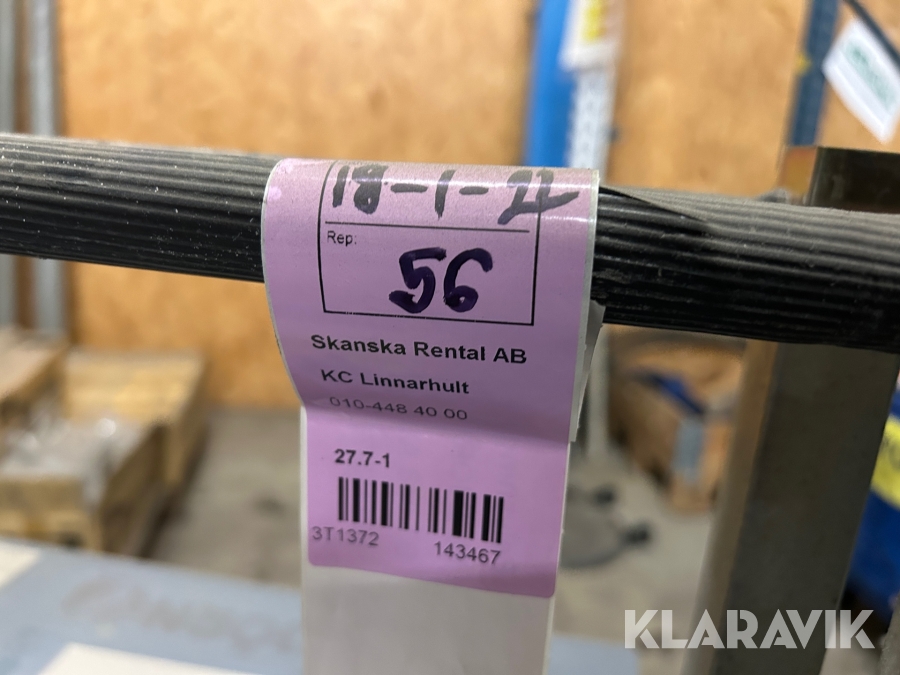 18-1-22
Rep:
56
Skanska Rental AB
KC Linnarhult
010-448 40 00
27.7-1
3T1372 143467
KLARAVIK